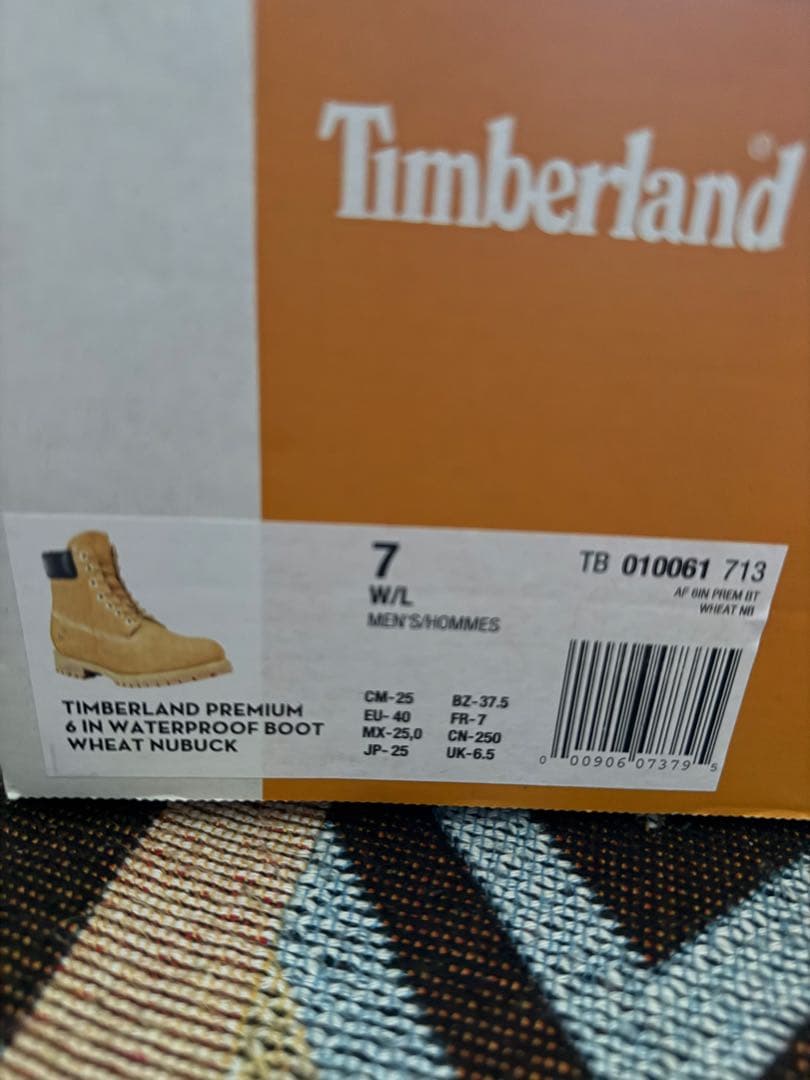 Timberland
7
W/L
MEN'S/HOMMES
CM-25 BZ-37.5
EU-40 FR-7
MX-25,0 CN-250
JP-25 UK-6.5
TB 010061 713
AF 6IN PREM BT
WHEAT NB
0 00906 07379 5
TIMBERLAND PREMIUM
6 IN WATERPROOF BOOT
WHEAT NUBUCK